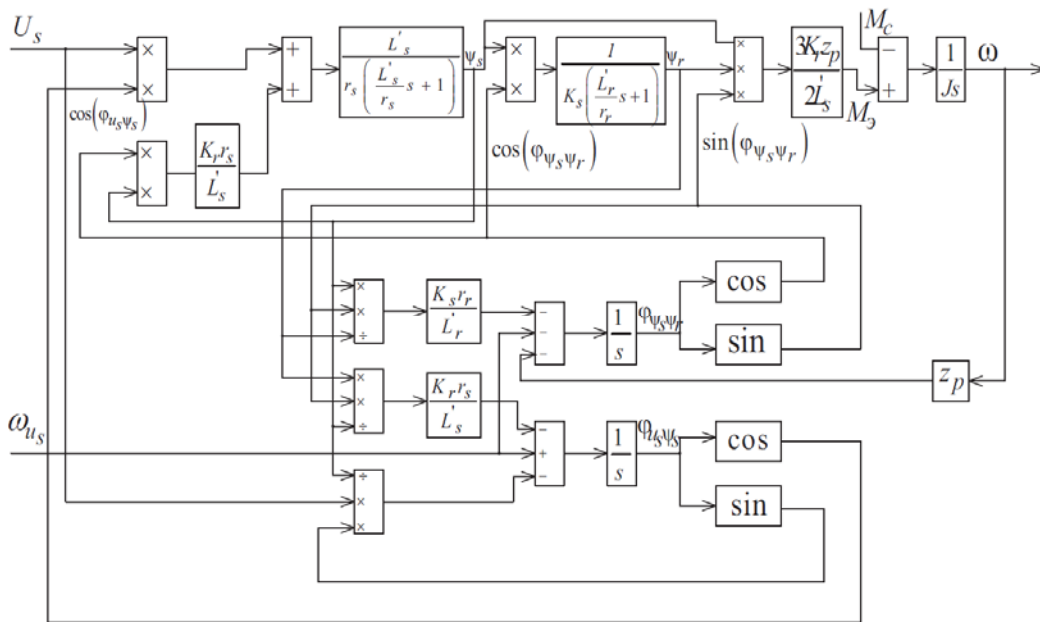 U_s
×
×
cos(φ_{u_sψ_s})
+
+
L'_s / r_s(L'_s/r_s s + 1)
ψ_s
×
×
cos(φ_{ψ_sψ_r})
1 / K_s(L'_r/r_r s+1)
ψ_r
×
×
×
sin(φ_{ψ_sψ_r})
3K_r z_p / 2L'_s
M_c
−
+
M_Э
1 / Js
ω
×
×
K_r r_s / L'_s
×
×
÷
K_s r_r / L'_r
-
-
-
1 / s
φ_{ψ_sψ_r}
cos
sin
z_p
×
×
÷
K_r r_s / L'_s
ω_{u_s}
-
+
-
1 / s
φ_{u_sψ_s}
cos
sin
÷
×
×